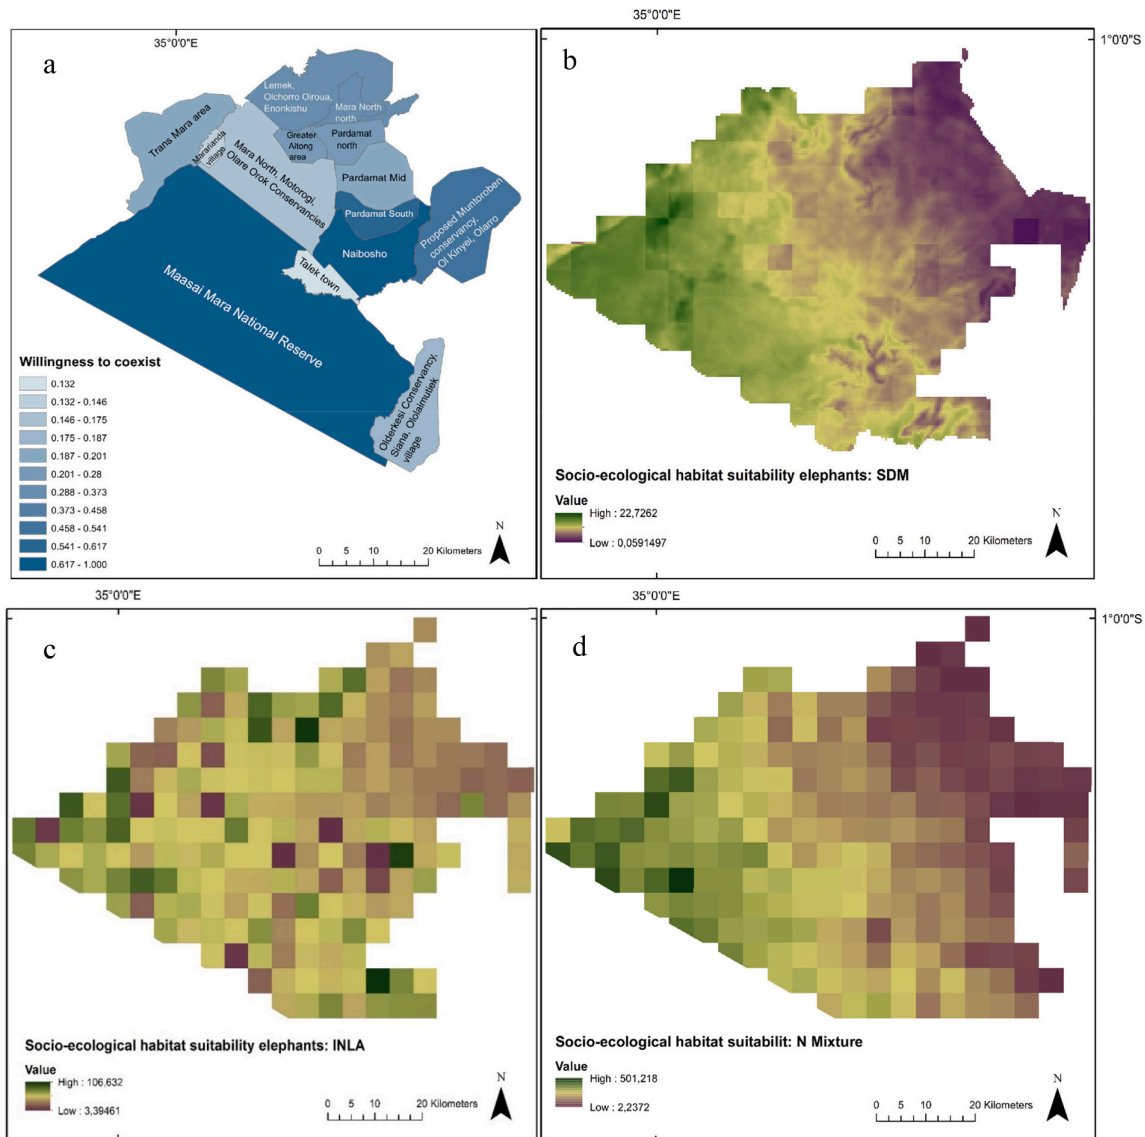 35°0'0"E
a
Lemek,
Olchorro Oiroua,
Enonkishu
Mara North
north
Trans Mara area
Mararianda
village
Greater
Aitong
area
Pardamat
north
Mara North, Motorogi,
Olare Orok Conservancies
Pardamat Mid
Pardamat South
Proposed Muntoroben
conservancy,
Ol Kinyei, Olarro
Naibosho
Talek town
Maasai Mara National Reserve
Olderkesi Conservancy,
Siana, Ololaimutiek
village
Willingness to coexist
0.132
0.132 - 0.146
0.146 - 0.175
0.175 - 0.187
0.187 - 0.201
0.201 - 0.28
0.288 - 0.373
0.373 - 0.458
0.458 - 0.541
0.541 - 0.617
0.617 - 1.000
N
0 5 10 20 Kilometers
35°0'0"E
1°0'0"S
b
Socio-ecological habitat suitability elephants: SDM
Value
High : 22,7262
Low : 0,0591497
N
0 5 10 20 Kilometers
35°0'0"E
c
Socio-ecological habitat suitability elephants: INLA
Value
High : 106,632
Low : 3,39461
N
0 5 10 20 Kilometers
35°0'0"E
1°0'0"S
d
Socio-ecological habitat suitabilit: N Mixture
Value
High : 501,218
Low : 2,2372
N
0 5 10 20 Kilometers